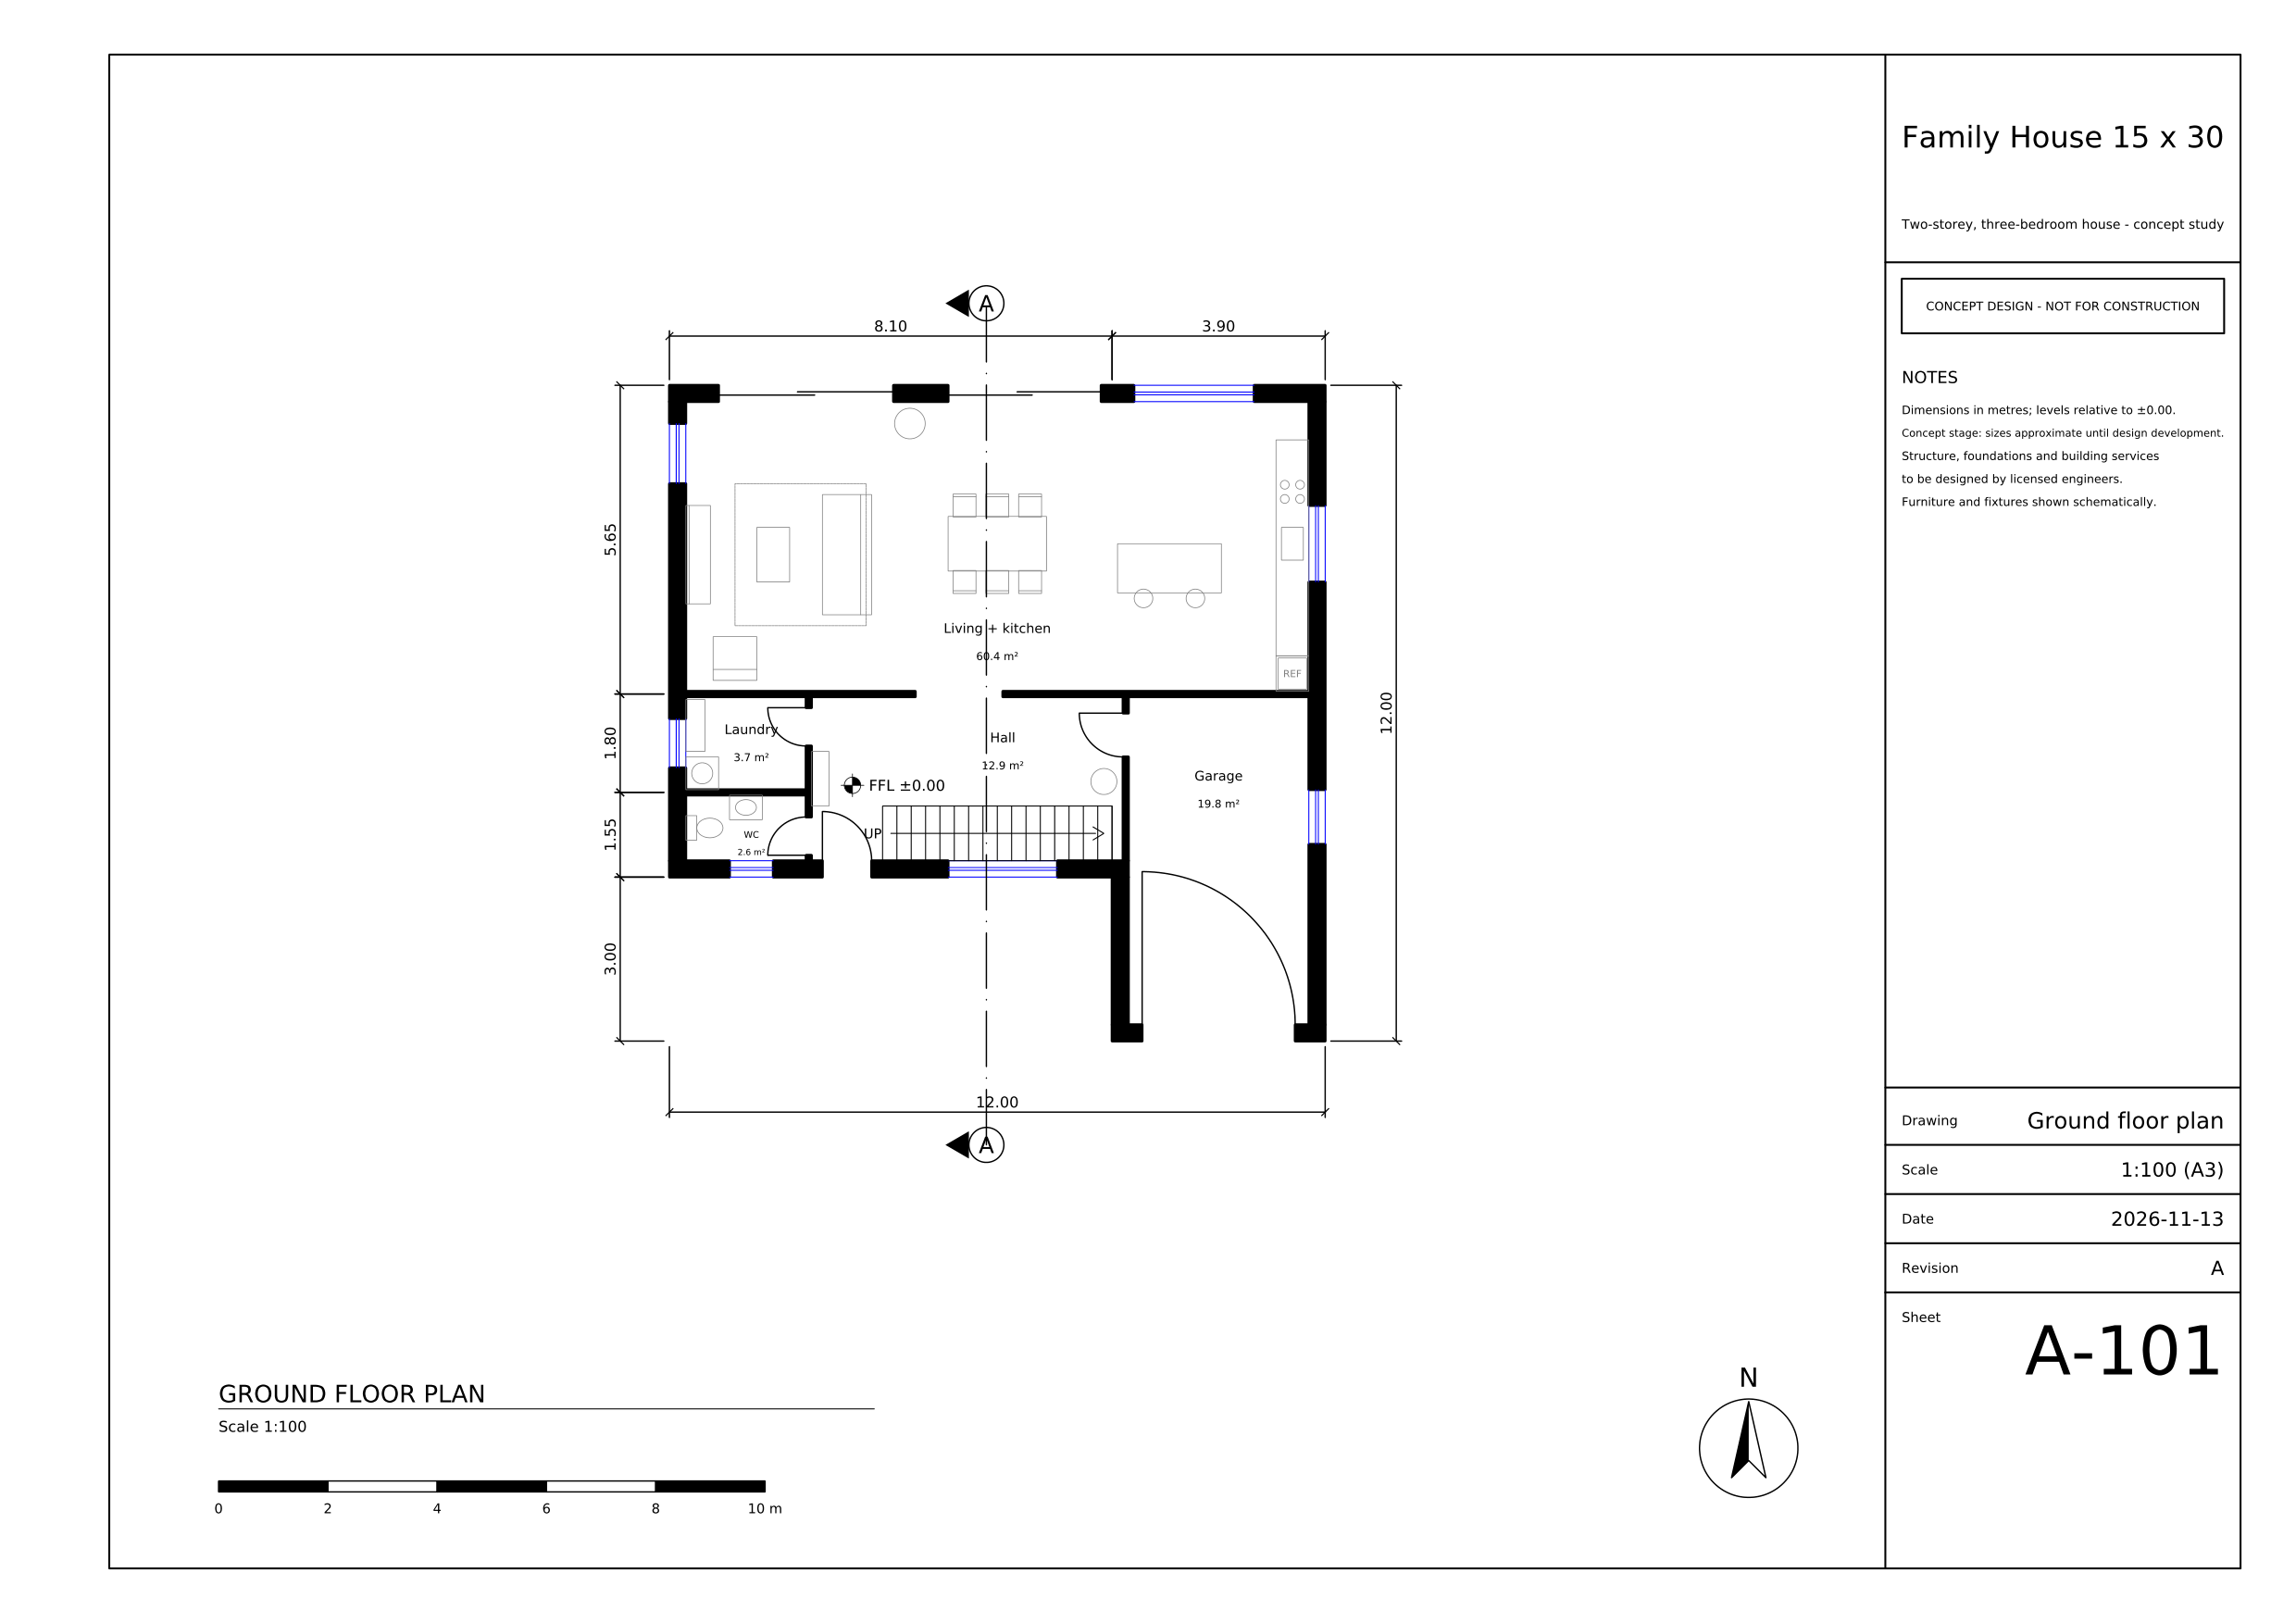 Family House 15 x 30
Two-storey, three-bedroom house - concept study
CONCEPT DESIGN - NOT FOR CONSTRUCTION
NOTES
Dimensions in metres; levels relative to ±0.00.
Concept stage: sizes approximate until design development.
Structure, foundations and building services
to be designed by licensed engineers.
Furniture and fixtures shown schematically.
A
8.10
3.90
5.65
Living + kitchen
60.4 m²
REF
12.00
1.80
Laundry
3.7 m²
Hall
12.9 m²
FFL ±0.00
Garage
19.8 m²
1.55
WC
2.6 m²
UP
3.00
12.00
A
Drawing Ground floor plan
Scale 1:100 (A3)
Date 2026-11-13
Revision A
Sheet
A-101
GROUND FLOOR PLAN
Scale 1:100
0 2 4 6 8 10 m
N